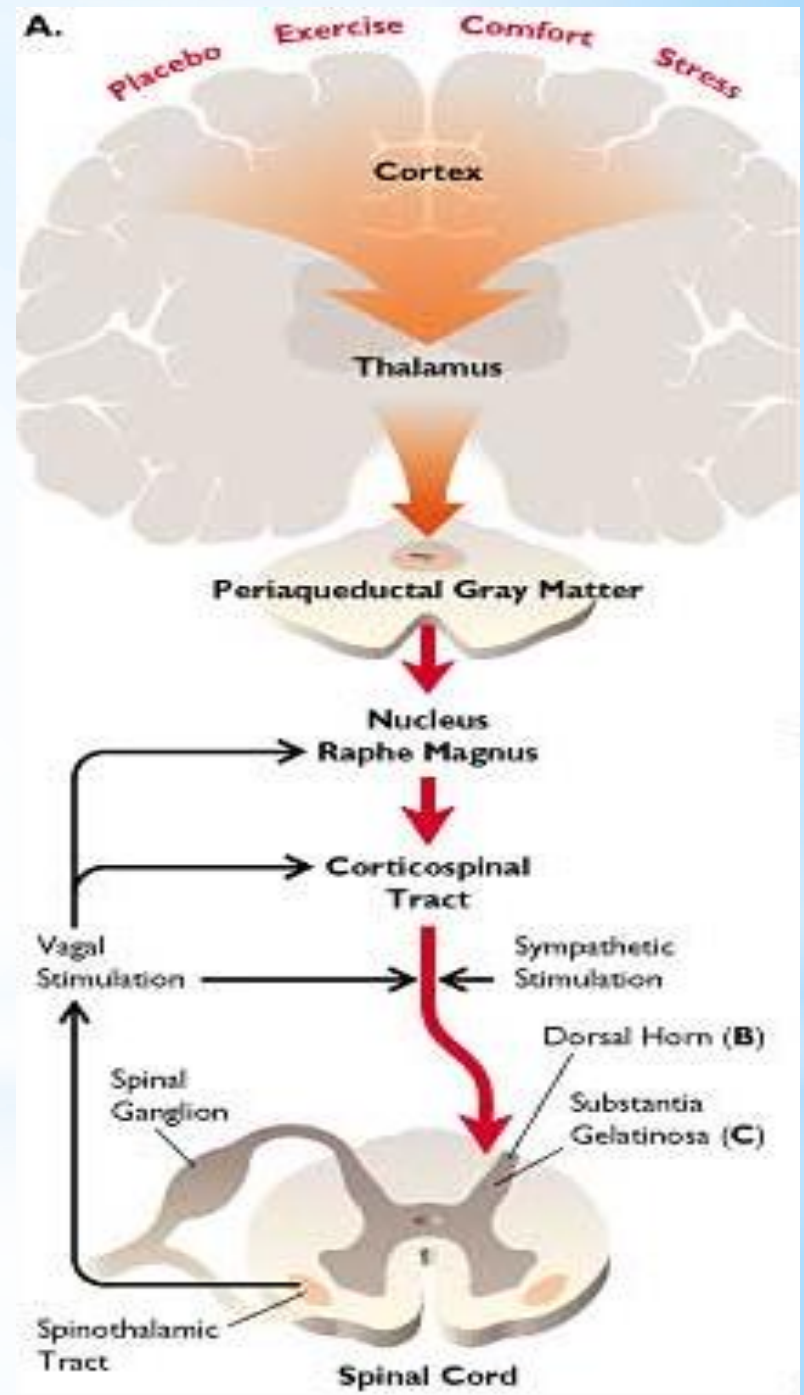 A.
Placebo Exercise Comfort Stress
Cortex
Thalamus
Periaqueductal Gray Matter
Nucleus
Raphe Magnus
Corticospinal
Tract
Vagal
Stimulation
Sympathetic
Stimulation
Dorsal Horn (B)
Spinal
Ganglion
Substantia
Gelatinosa (C)
Spinothalamic
Tract
Spinal Cord